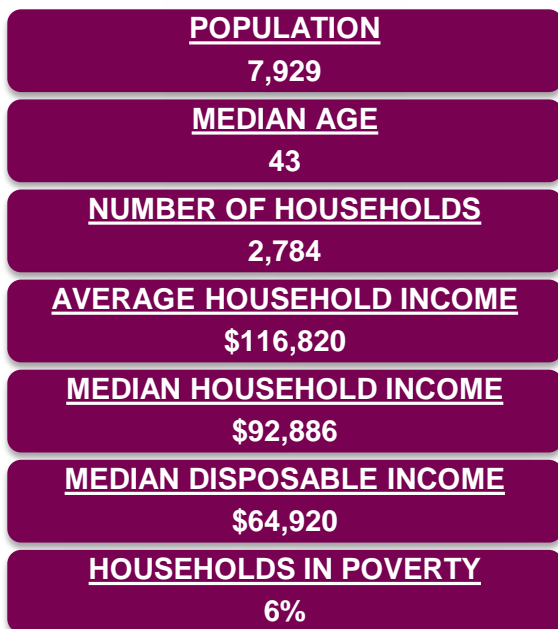 POPULATION
7,929
MEDIAN AGE
43
NUMBER OF HOUSEHOLDS
2,784
AVERAGE HOUSEHOLD INCOME
$116,820
MEDIAN HOUSEHOLD INCOME
$92,886
MEDIAN DISPOSABLE INCOME
$64,920
HOUSEHOLDS IN POVERTY
6%